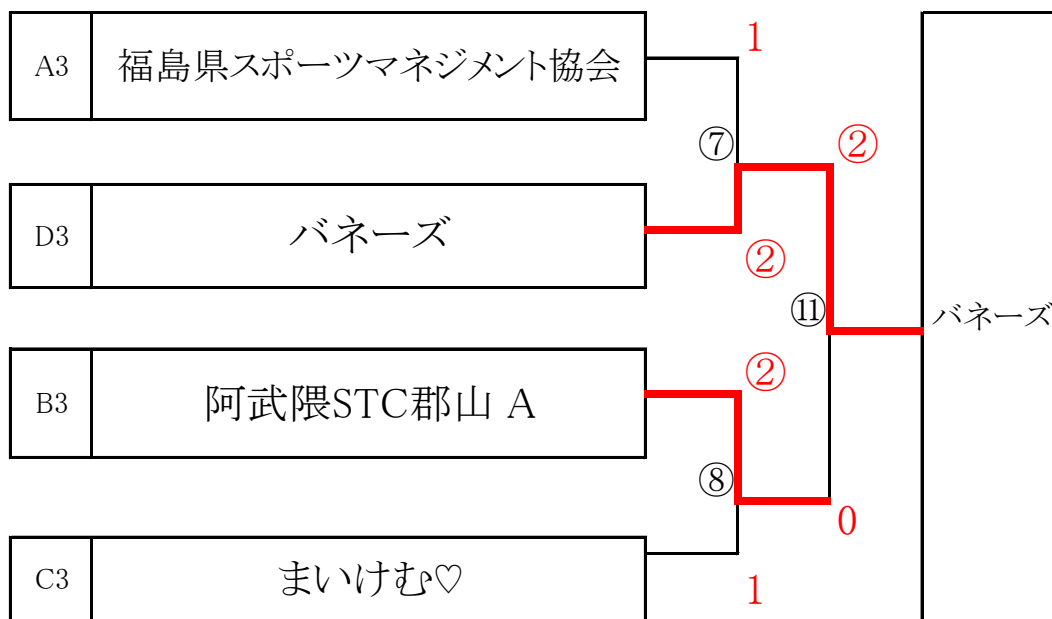 A3 福島県スポーツマネジメント協会
1
⑦
②
D3 バネーズ
②
⑪
バネーズ
②
B3 阿武隈STC郡山 A
⑧
0
C3 まいけむ♡
1